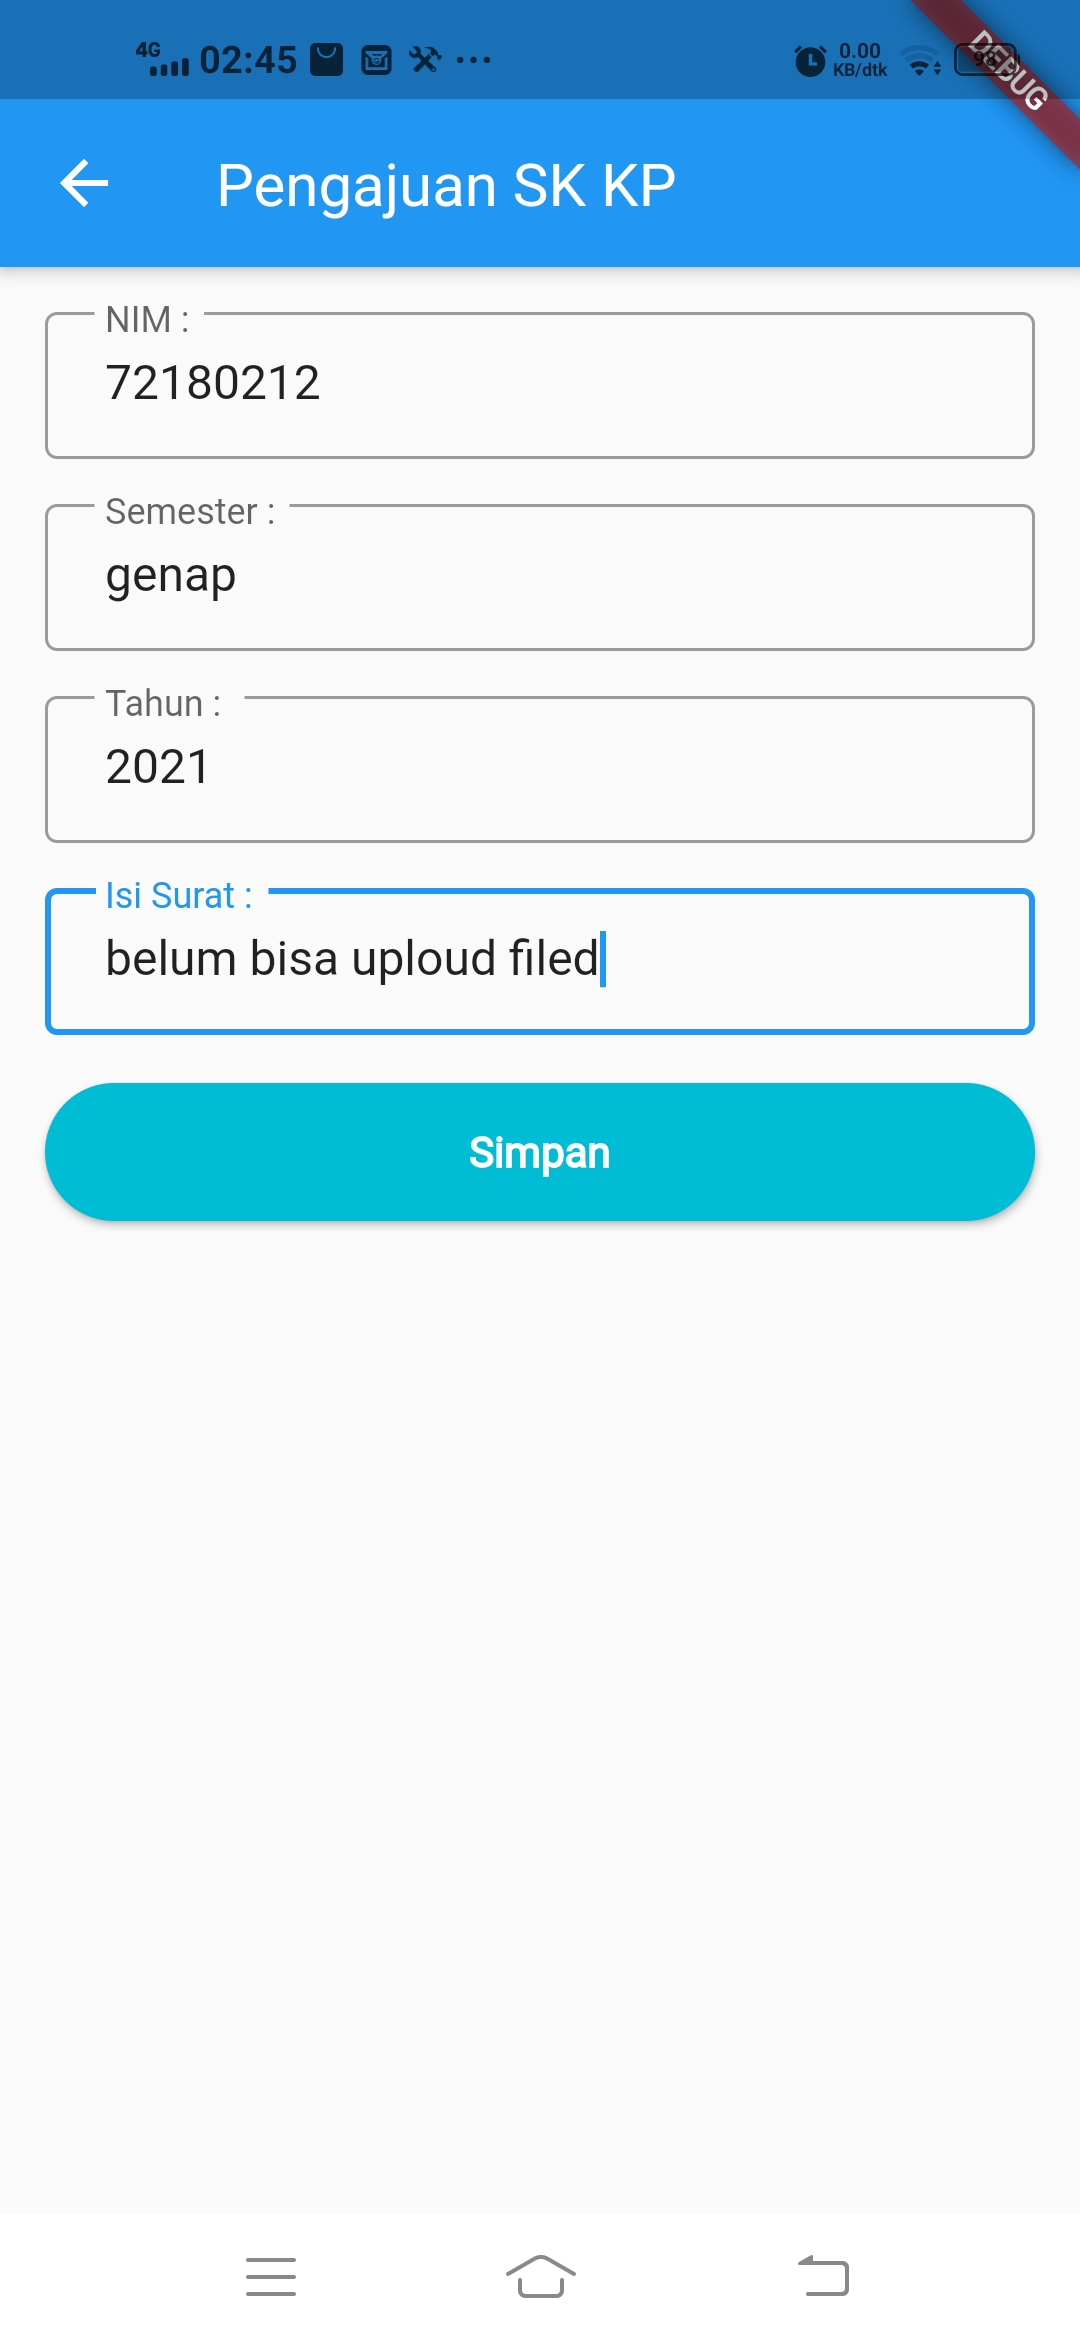 4G 02:45 ... 0.00 KB/dtk 98 DEBUG
Pengajuan SK KP
NIM :
72180212
Semester :
genap
Tahun :
2021
Isi Surat :
belum bisa uploud filed
Simpan